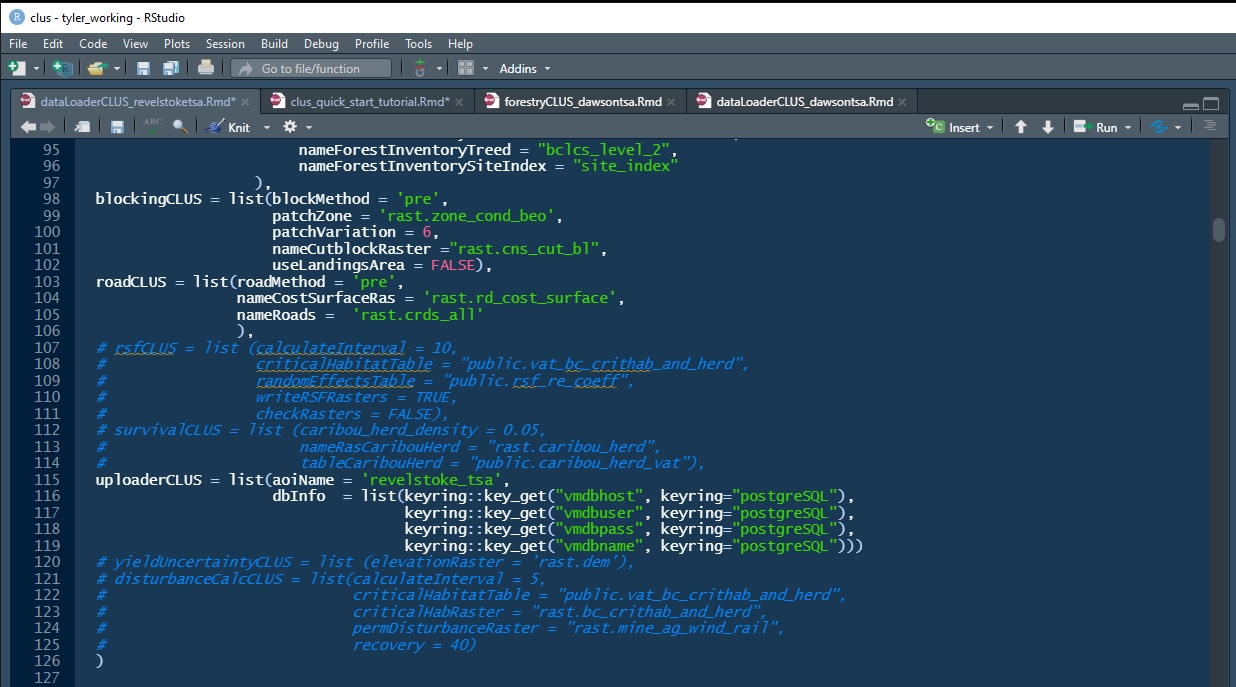 clus - tyler_working - RStudio
File Edit Code View Plots Session Build Debug Profile Tools Help
Go to file/function Addins
dataLoaderCLUS_revelstoketsa.Rmd* clus_quick_start_tutorial.Rmd* forestryCLUS_dawsontsa.Rmd dataLoaderCLUS_dawsontsa.Rmd
ABC Knit Insert Run
95 nameForestInventoryTreed = "bclcs_level_2",
96 nameForestInventorySiteIndex = "site_index"
97 ),
98 blockingCLUS = list(blockMethod = 'pre',
99 patchZone = 'rast.zone_cond_beo',
100 patchVariation = 6,
101 nameCutblockRaster ="rast.cns_cut_bl",
102 useLandingsArea = FALSE),
103 roadCLUS = list(roadMethod = 'pre',
104 nameCostSurfaceRas = 'rast.rd_cost_surface',
105 nameRoads =  'rast.crds_all'
106 ),
107 # rsfCLUS = list (calculateInterval = 10,
108 # criticalHabitatTable = "public.vat_bc_crithab_and_herd",
109 # randomEffectsTable = "public.rsf_re_coeff",
110 # writeRSFRasters = TRUE,
111 # checkRasters = FALSE),
112 # survivalCLUS = list (caribou_herd_density = 0.05,
113 # nameRasCaribouHerd = "rast.caribou_herd",
114 # tableCaribouHerd = "public.caribou_herd_vat"),
115 uploaderCLUS = list(aoiName = 'revelstoke_tsa',
116 dbInfo  = list(keyring::key_get("vmdbhost", keyring="postgreSQL"),
117 keyring::key_get("vmdbuser", keyring="postgreSQL"),
118 keyring::key_get("vmdbpass", keyring="postgreSQL"),
119 keyring::key_get("vmdbname", keyring="postgreSQL")))
120 # yieldUncertaintyCLUS = list (elevationRaster = 'rast.dem'),
121 # disturbanceCalcCLUS = list(calculateInterval = 5,
122 # criticalHabitatTable = "public.vat_bc_crithab_and_herd",
123 # criticalHabRaster = "rast.bc_crithab_and_herd",
124 # permDisturbanceRaster = "rast.mine_ag_wind_rail",
125 # recovery = 40)
126 )
127